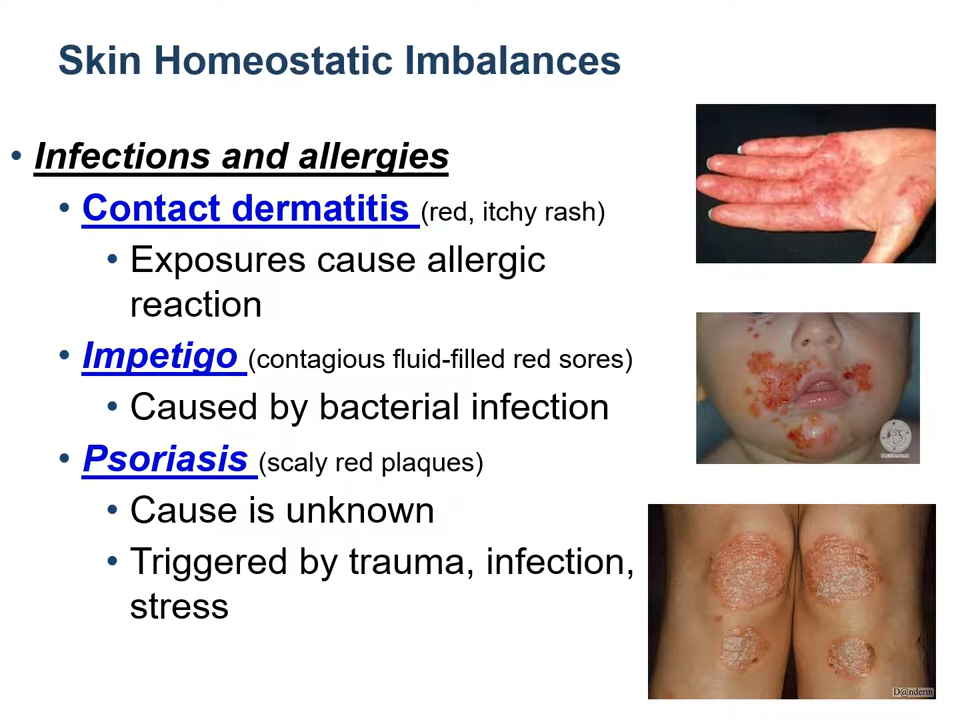 Skin Homeostatic Imbalances
• Infections and allergies
• Contact dermatitis (red, itchy rash)
• Exposures cause allergic
reaction
• Impetigo (contagious fluid-filled red sores)
• Caused by bacterial infection
• Psoriasis (scaly red plaques)
• Cause is unknown
• Triggered by trauma, infection,
stress
D@nderm